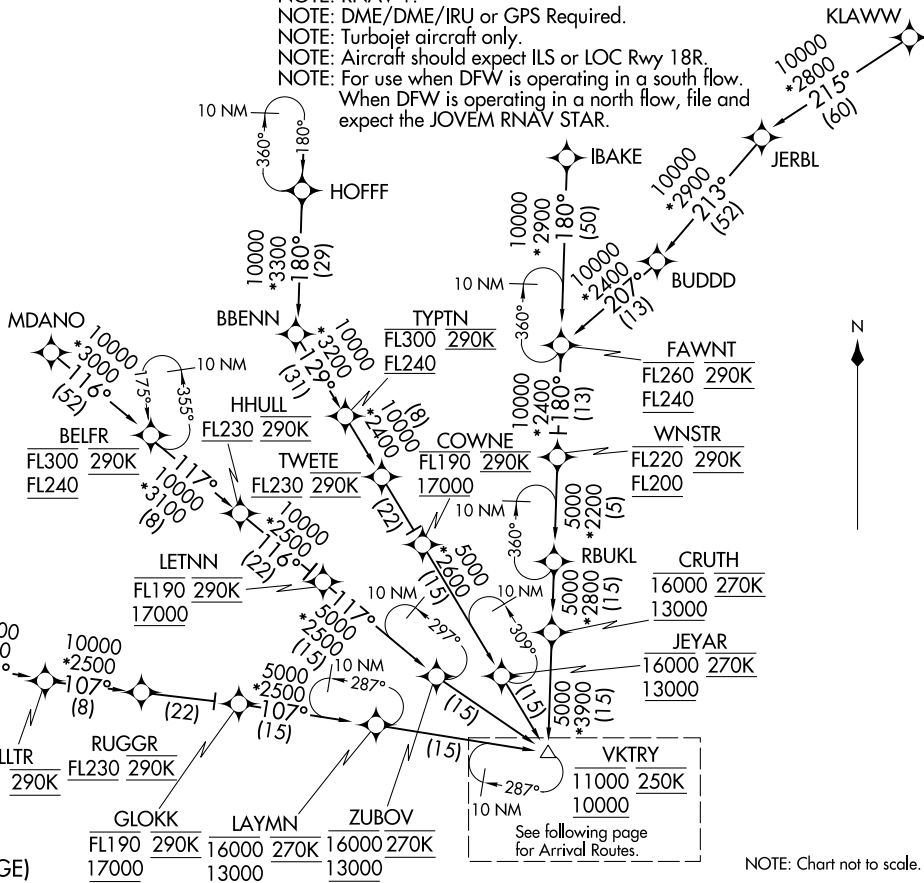 NOTE: RNAV 1.
NOTE: DME/DME/IRU or GPS Required.
NOTE: Turbojet aircraft only.
NOTE: Aircraft should expect ILS or LOC Rwy 18R.
NOTE: For use when DFW is operating in a south flow.
When DFW is operating in a north flow, file and
expect the JOVEM RNAV STAR.
KLAWW
10000
*2800
215°
(60)
JERBL
10000
*2900
213°
(52)
BUDDD
10000
*2400
207°
(13)
IBAKE
10000
*2900
180°
(50)
10 NM
360°
FAWNT
FL260 290K
FL240
10000
*2400
180°
(13)
WNSTR
FL220 290K
FL200
5000
*2200
(5)
10 NM
360°
RBUKL
5000
*2800
(15)
CRUTH
16000 270K
13000
5000
*3900
(15)
10 NM
360°
180°
HOFFF
10000
*3300
180°
(29)
BBENN
10000
*3200
129°
(31)
TYPTN
FL300 290K
FL240
10000
*2400
(8)
TWETE
FL230 290K
(22)
COWNE
FL190 290K
17000
5000
*2600
(15)
10 NM
309°
JEYAR
16000 270K
13000
(15)
MDANO
10000
*3000
116°
(52)
10 NM
175°
355°
BELFR
FL300 290K
FL240
117°
10000
*3100
(8)
HHULL
FL230 290K
10000
*2500
116°
(22)
LETNN
FL190 290K
17000
117°
5000
*2500
(15)
10 NM
297°
ZUBOV
16000 270K
13000
(15)
LLTR
290K
10000
*2500
107°
(8)
RUGGR
FL230 290K
(22)
GLOKK
FL190 290K
17000
5000
*2500
107°
(15)
10 NM
287°
LAYMN
16000 270K
13000
(15)
287°
10 NM
VKTRY
11000 250K
10000
See following page
for Arrival Routes.
N
GE)
NOTE: Chart not to scale.